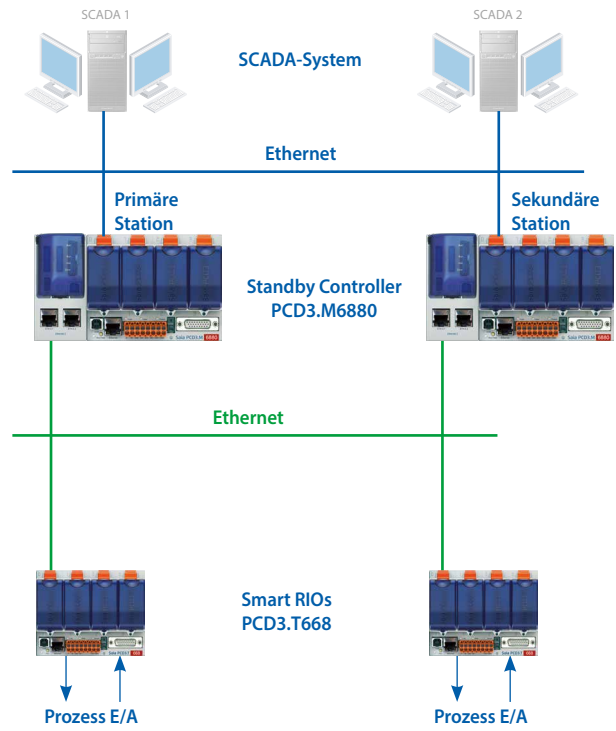 SCADA 1
SCADA 2
SCADA-System
Ethernet
Primäre
Station
Sekundäre
Station
Standby Controller
PCD3.M6880
Ethernet
Smart RIOs
PCD3.T668
Prozess E/A
Prozess E/A